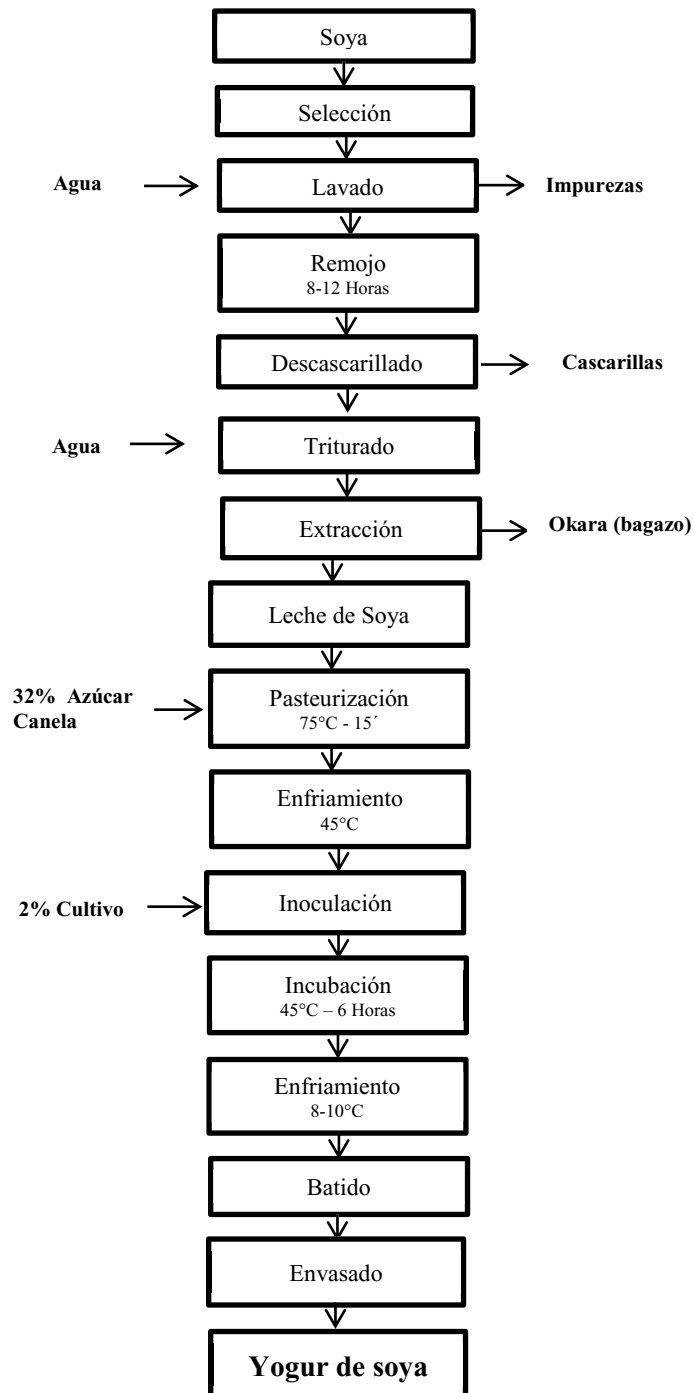 Soya
Selección
Agua
Lavado
Impurezas
Remojo
8-12 Horas
Descascarillado
Cascarillas
Agua
Triturado
Extracción
Okara (bagazo)
Leche de Soya
32% Azúcar
Canela
Pasteurización
75°C - 15´
Enfriamiento
45°C
2% Cultivo
Inoculación
Incubación
45°C – 6 Horas
Enfriamiento
8-10°C
Batido
Envasado
Yogur de soya